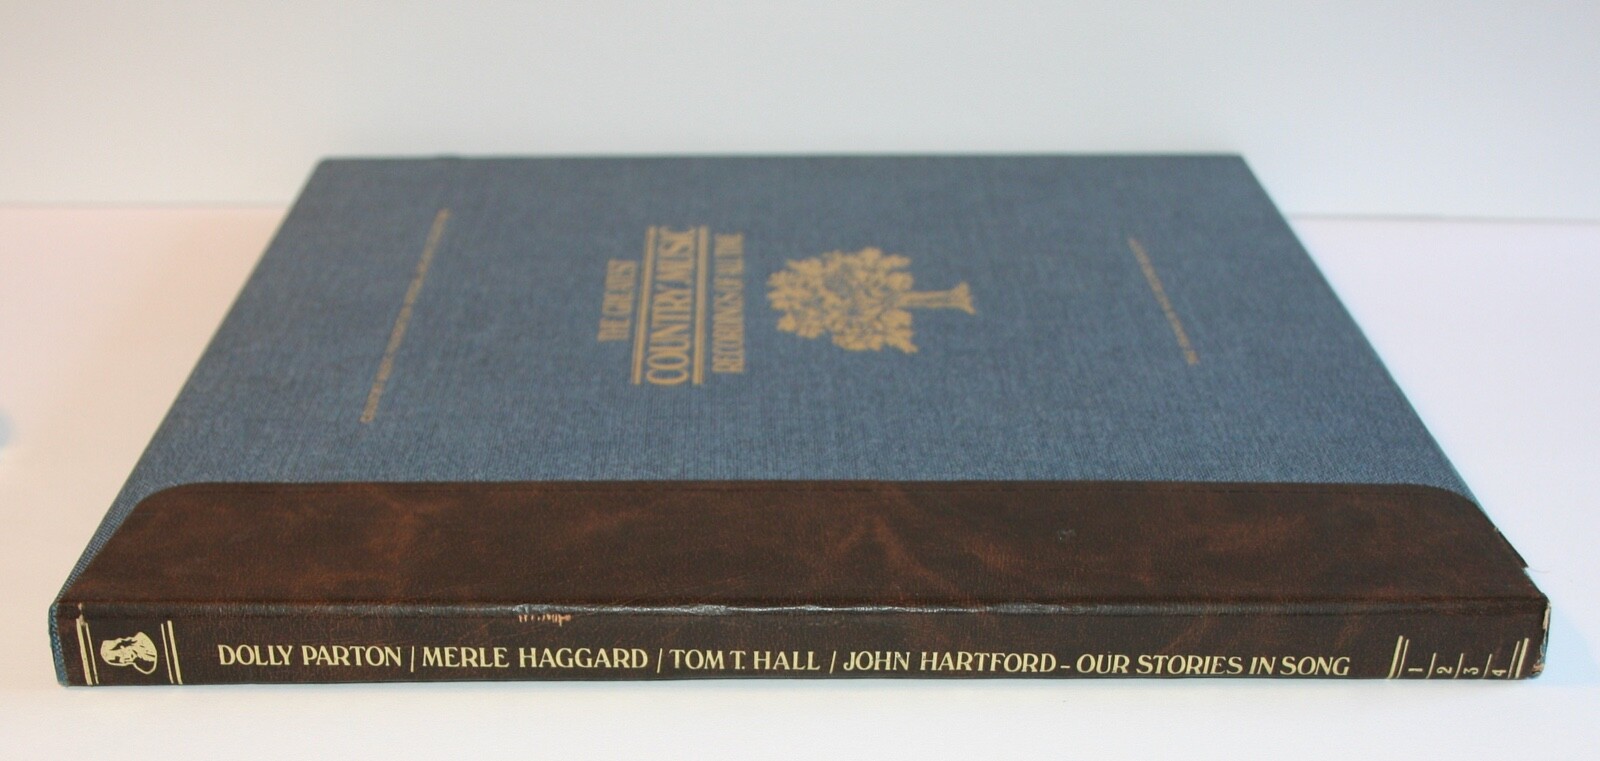 THE GREATEST
COUNTRY MUSIC
RECORDINGS OF ALL TIME
DOLLY PARTON | MERLE HAGGARD / TOM T. HALL / JOHN HARTFORD - OUR STORIES IN SONG
1/2/3/4